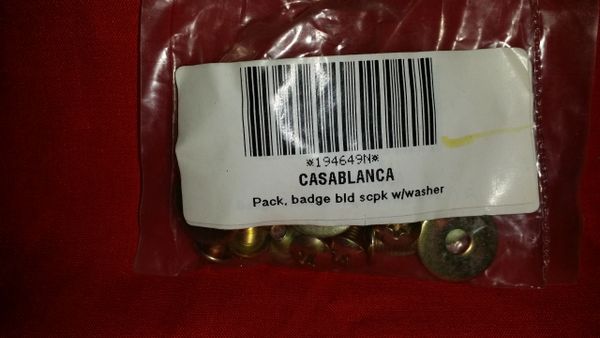 *194649N*
CASABLANCA
Pack, badge bld scpk w/washer